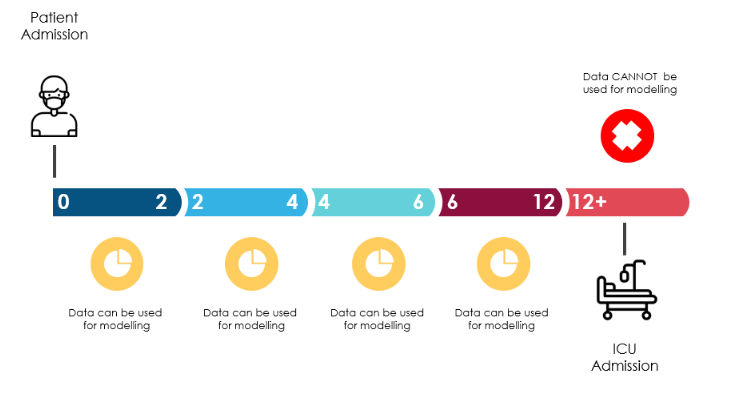 Patient
Admission
Data CANNOT be
used for modelling
0 2 2 4 4 6 6 12 12+
Data can be used
for modelling
Data can be used
for modelling
Data can be used
for modelling
Data can be used
for modelling
ICU
Admission